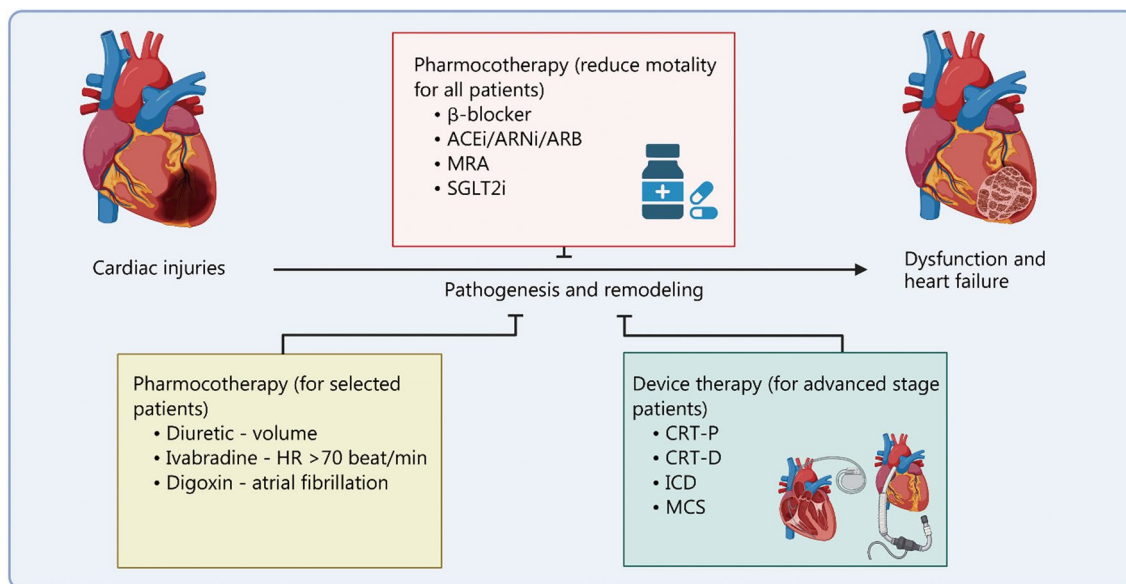 Pharmocotherapy (reduce motality
for all patients)
• β-blocker
• ACEi/ARNi/ARB
• MRA
• SGLT2i
Cardiac injuries
Dysfunction and
heart failure
Pathogenesis and remodeling
Pharmocotherapy (for selected
patients)
• Diuretic - volume
• Ivabradine - HR >70 beat/min
• Digoxin - atrial fibrillation
Device therapy (for advanced stage
patients)
• CRT-P
• CRT-D
• ICD
• MCS